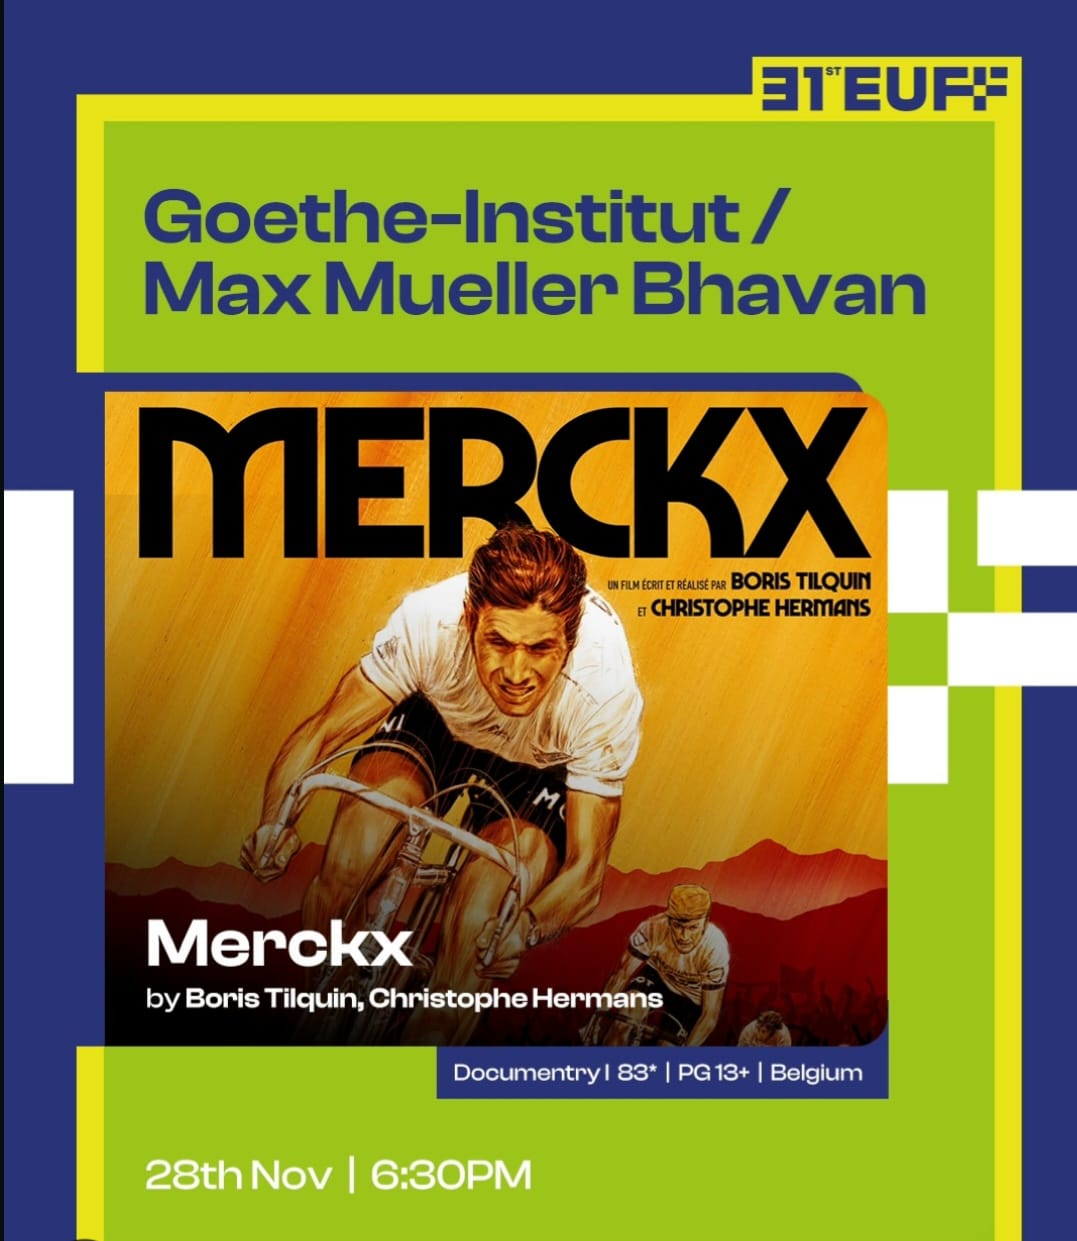 31ST EUFF
Goethe-Institut /
Max Mueller Bhavan
MERCKX
UN FILM ÉCRIT ET RÉALISÉ PAR BORIS TILQUIN
ET CHRISTOPHE HERMANS
Merckx
by Boris Tilquin, Christophe Hermans
Documentry I 83* | PG 13+ | Belgium
28th Nov | 6:30PM